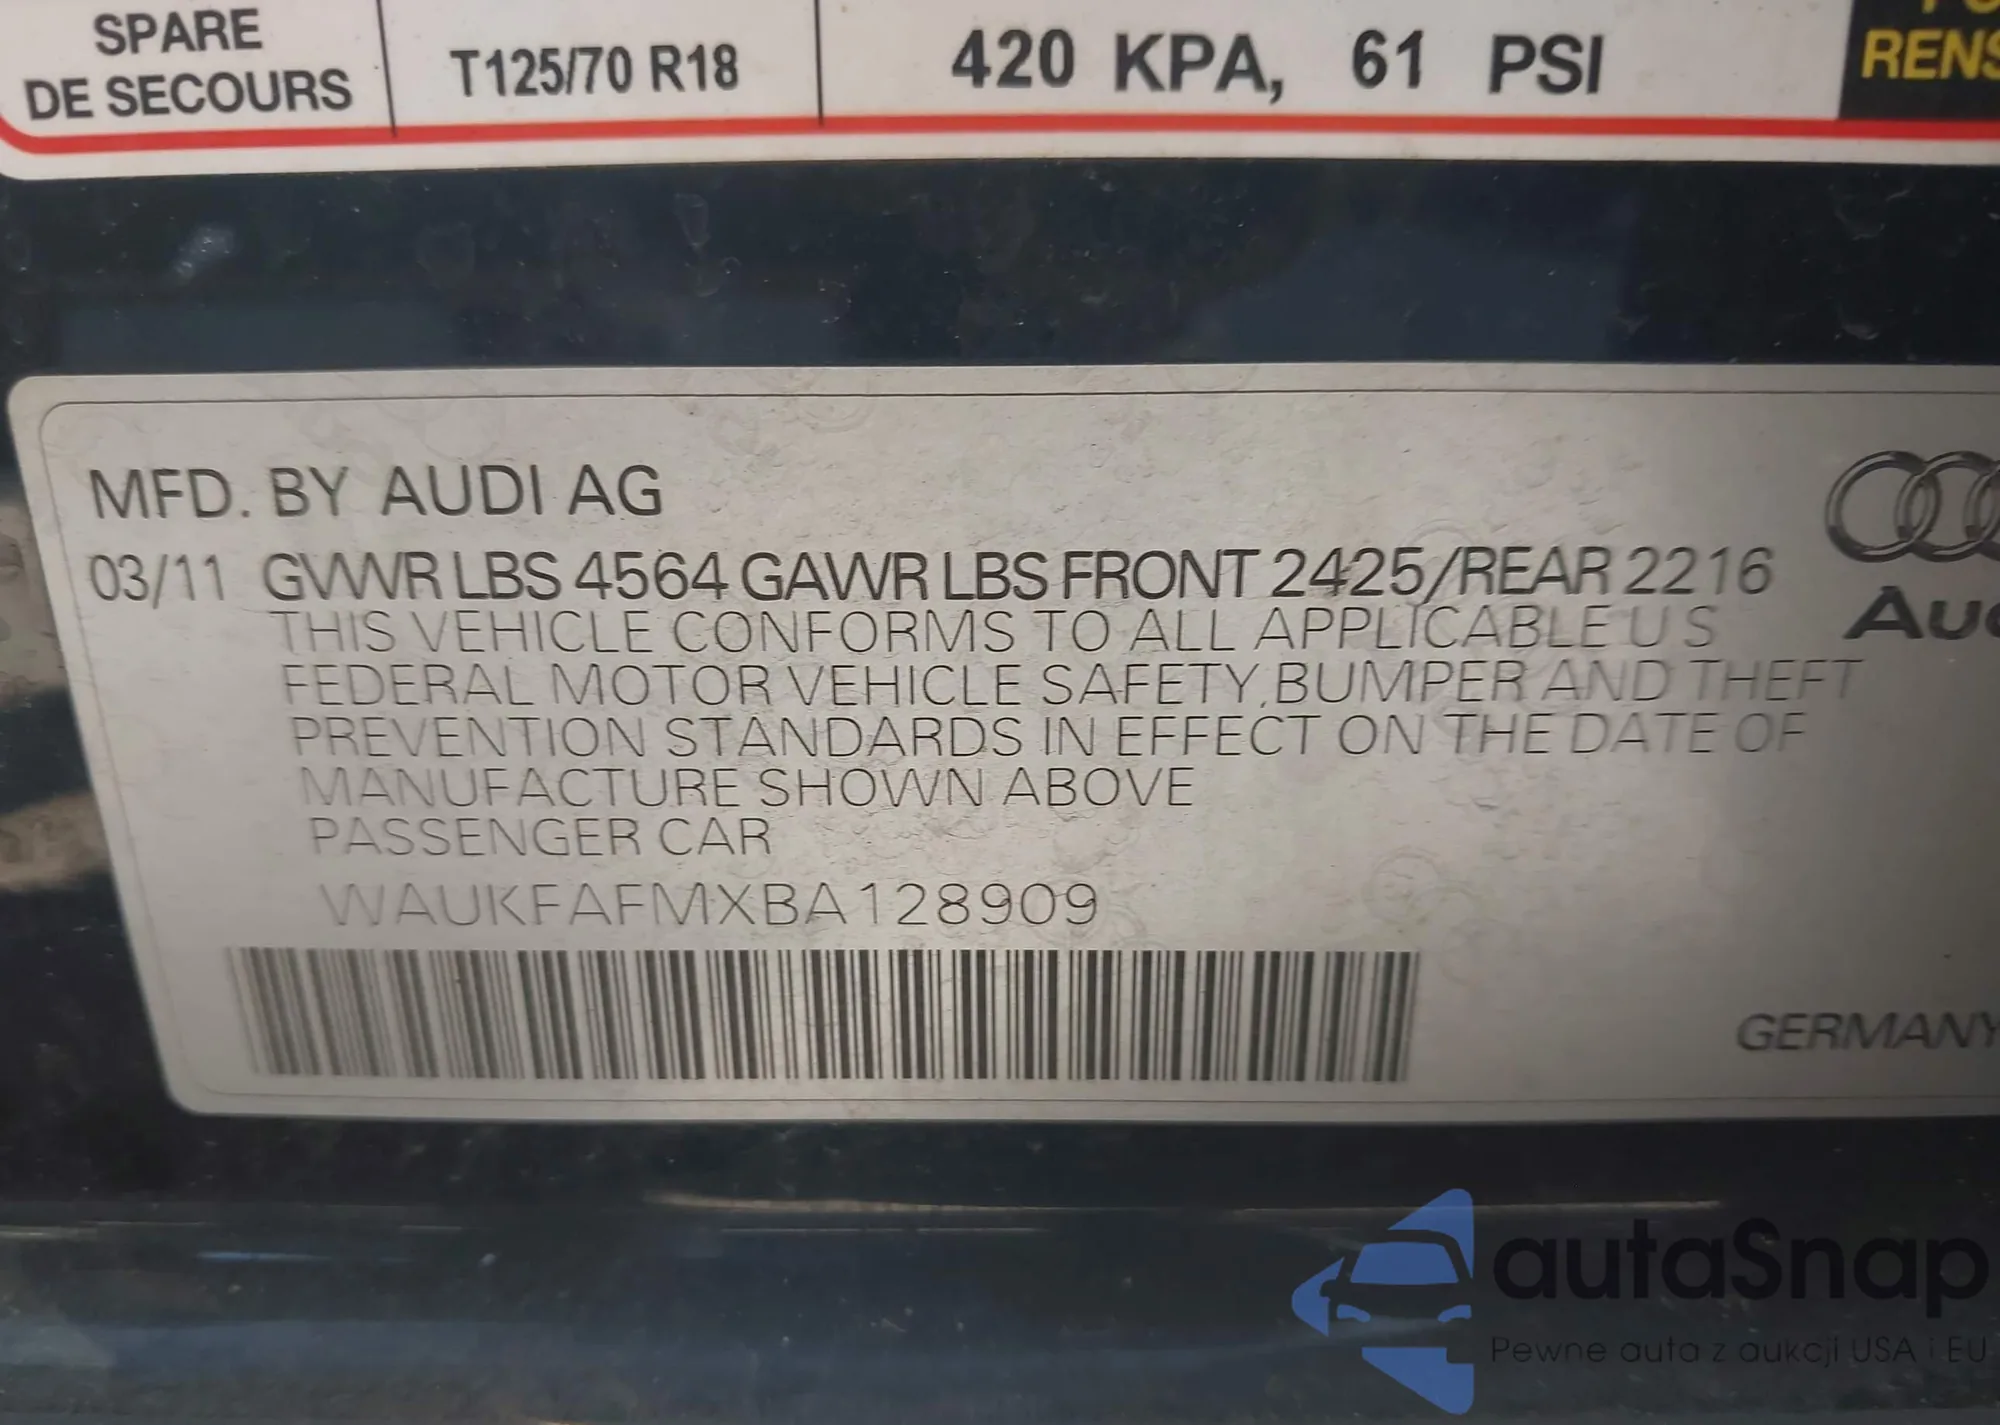 SPARE
DE SECOURS
T125/70 R18
420 KPA, 61 PSI
RENS
MFD. BY AUDI AG
03/11 GVWR LBS 4564 GAWR LBS FRONT 2425/REAR 2216
THIS VEHICLE CONFORMS TO ALL APPLICABLE U S
FEDERAL MOTOR VEHICLE SAFETY, BUMPER AND THEFT
PREVENTION STANDARDS IN EFFECT ON THE DATE OF
MANUFACTURE SHOWN ABOVE
PASSENGER CAR
WAUKFAFMXBA128909
Aud
GERMANY
autaSnap
Pewne auta z aukcji USA i EU